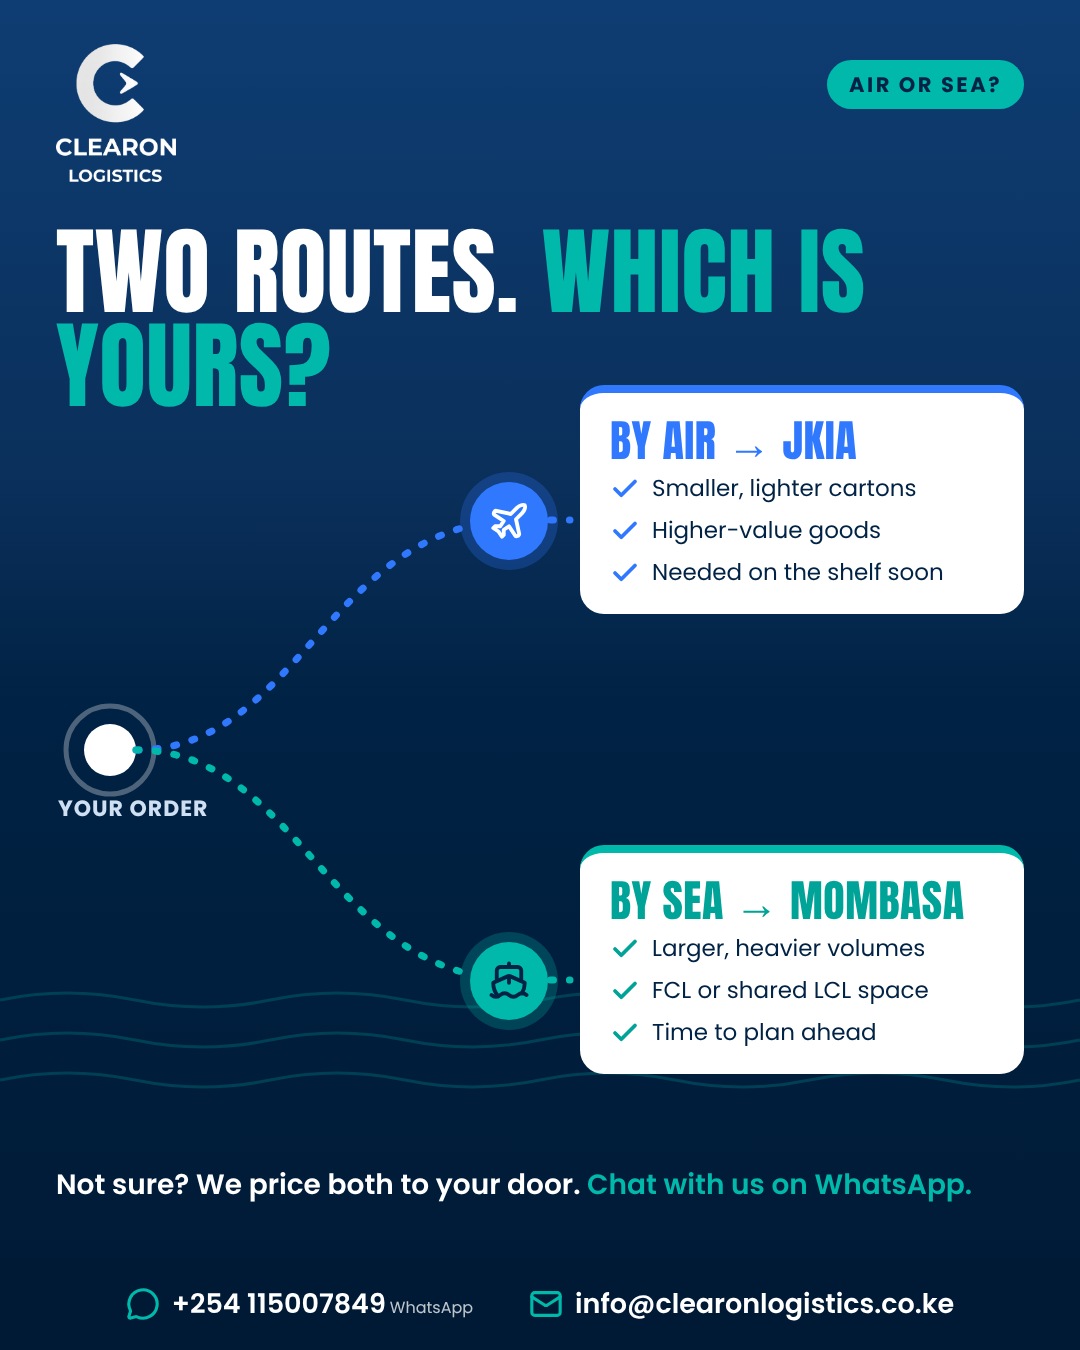 CLEARON
LOGISTICS
AIR OR SEA?
TWO ROUTES. WHICH IS
YOURS?
BY AIR → JKIA
Smaller, lighter cartons
Higher-value goods
Needed on the shelf soon
YOUR ORDER
BY SEA → MOMBASA
Larger, heavier volumes
FCL or shared LCL space
Time to plan ahead
Not sure? We price both to your door. Chat with us on WhatsApp.
+254 115007849 WhatsApp
info@clearonlogistics.co.ke